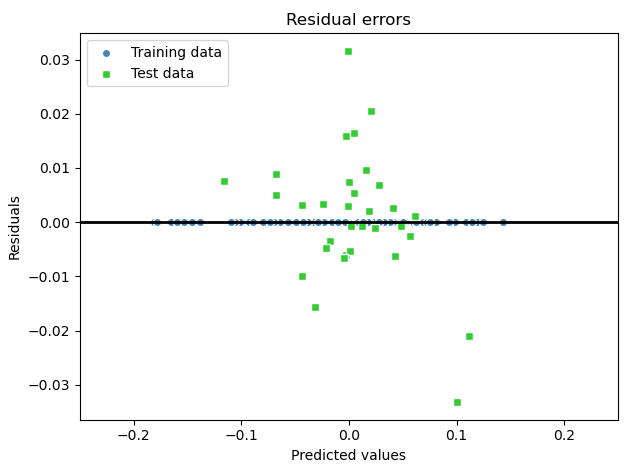 Residual errors
Training data
Test data
0.03
0.02
0.01
0.00
−0.01
−0.02
−0.03
Residuals
−0.2
−0.1
0.0
0.1
0.2
Predicted values